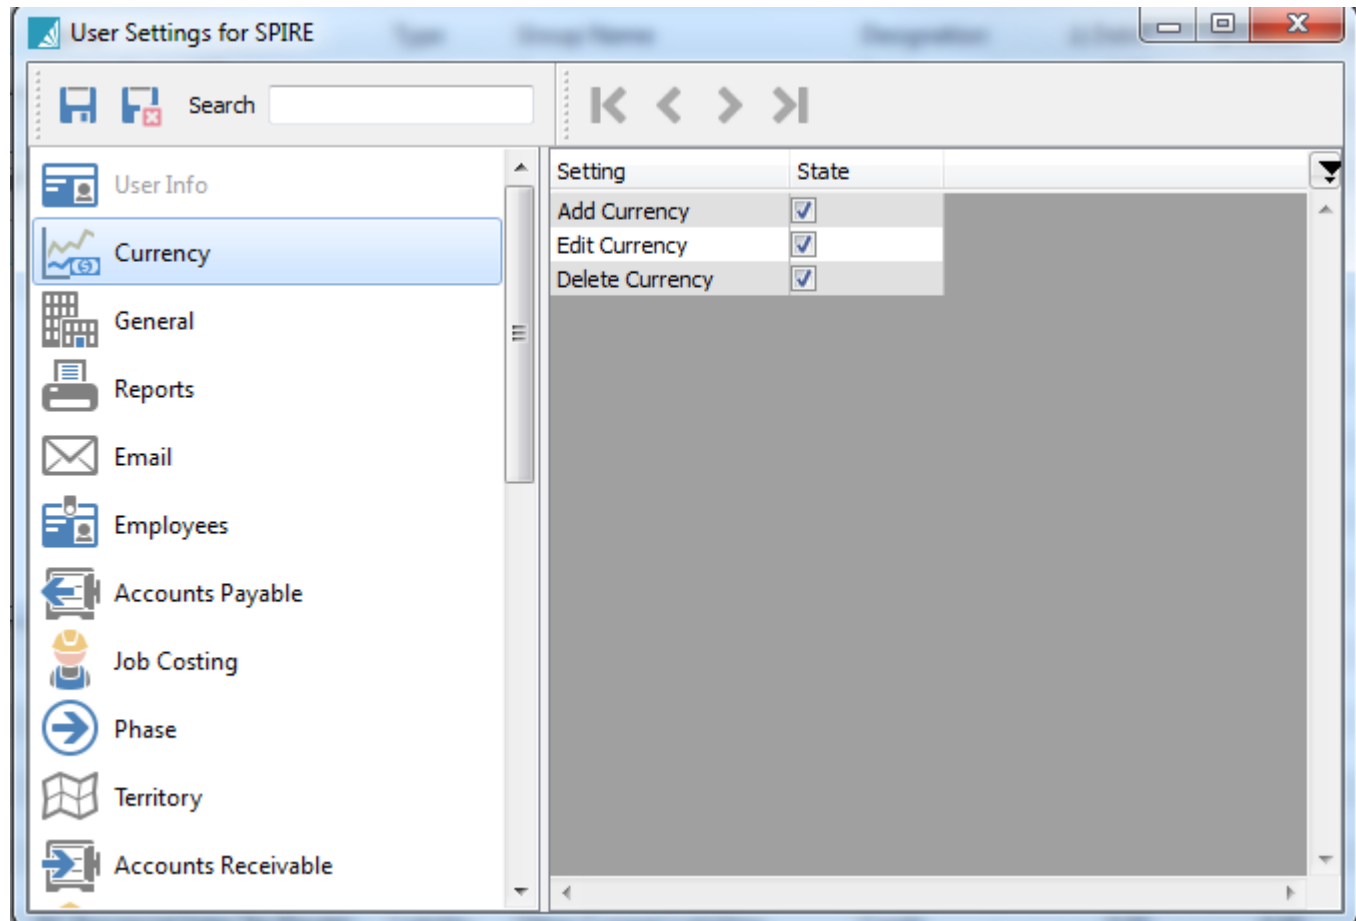 User Settings for SPIRE
Search
User Info
Currency
General
Reports
Email
Employees
Accounts Payable
Job Costing
Phase
Territory
Accounts Receivable
Setting State
Add Currency
Edit Currency
Delete Currency